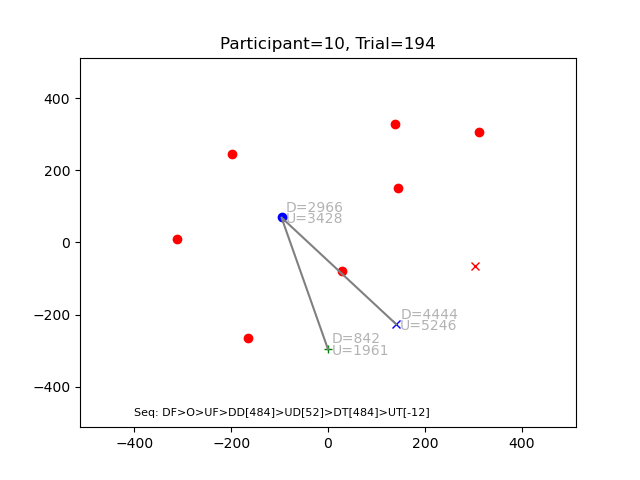 Participant=10, Trial=194
400
200
0
−200
−400
D=2966
U=3428
D=4444
U=5246
D=842
U=1961
Seq: DF>O>UF>DD[484]>UD[52]>DT[484]>UT[-12]
−400 −200 0 200 400